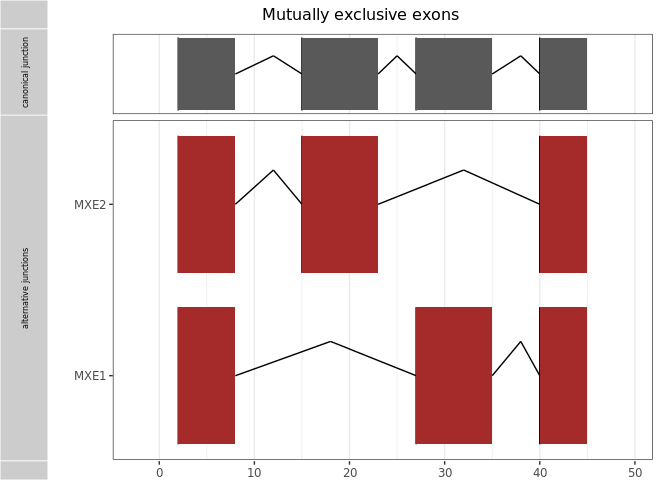 Mutually exclusive exons
canonical junction
alternative junctions
MXE2
MXE1
0 10 20 30 40 50